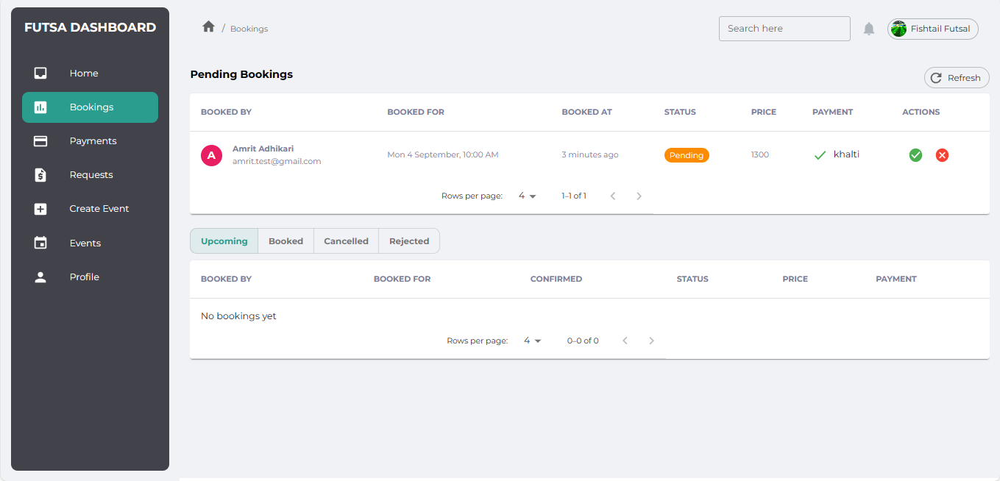 FUTSA DASHBOARD
Home
Bookings
Payments
Requests
Create Event
Events
Profile
/ Bookings
Search here
Fishtail Futsal
Pending Bookings
Refresh
BOOKED BY BOOKED FOR BOOKED AT STATUS PRICE PAYMENT ACTIONS
A
Amrit Adhikari
amrit.test@gmail.com
Mon 4 September, 10:00 AM 3 minutes ago Pending 1300 khalti
Rows per page: 4 1–1 of 1
Upcoming Booked Cancelled Rejected
BOOKED BY BOOKED FOR CONFIRMED STATUS PRICE PAYMENT
No bookings yet
Rows per page: 4 0–0 of 0